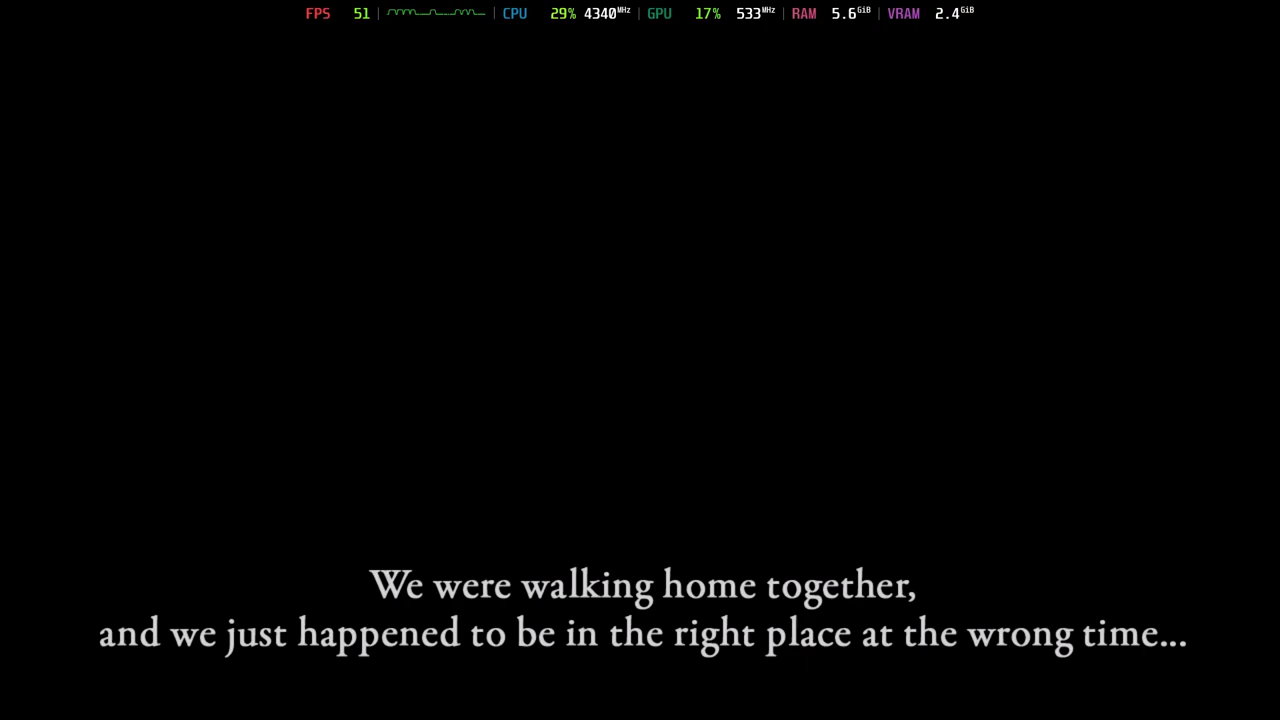 FPS 51 | CPU 29% 4340MHz | GPU 17% 533MHz | RAM 5.6GiB | VRAM 2.4GiB
We were walking home together,
and we just happened to be in the right place at the wrong time...